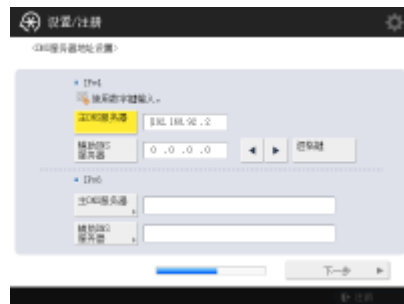 设置/注册
<DNS服务器地址设置>
• IPv4
使用数字键输入。
主DNS服务器
192.168.92.2
辅助DNS
服务器
0.0.0.0
◀
▶
退格键
• IPv6
主DNS服务器
辅助DNS
服务器
下一步 ▶
注销